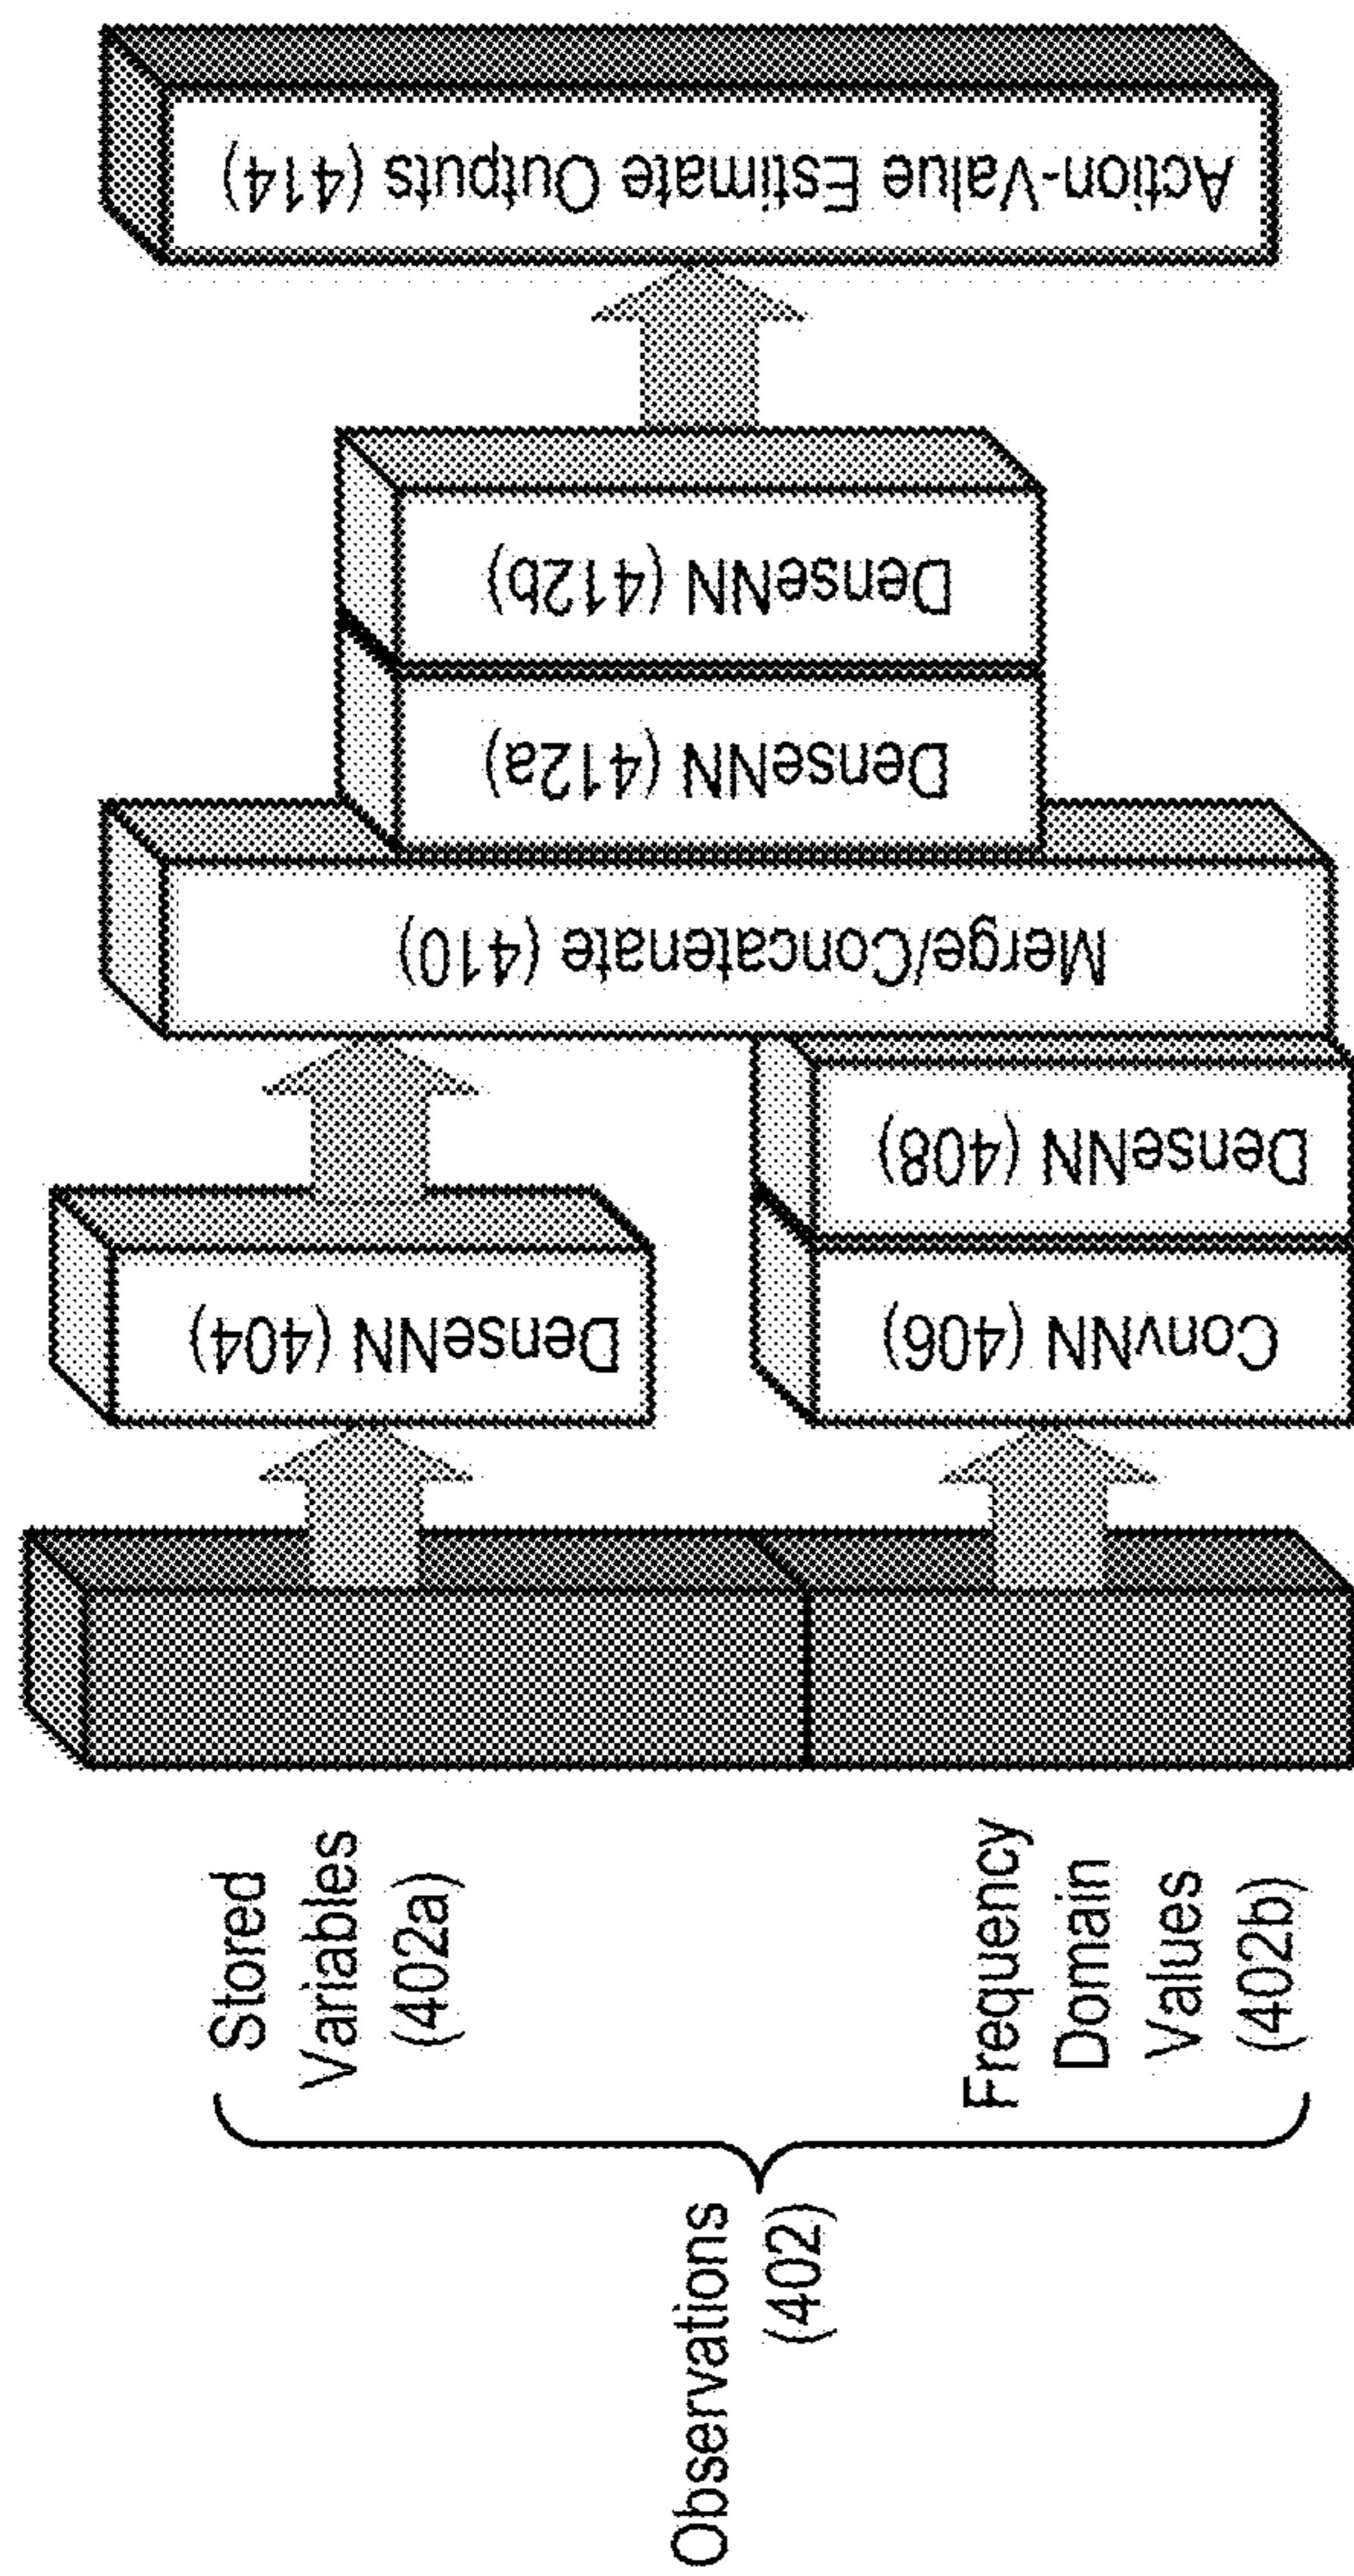 Observations
(402)
Stored
Variables
(402a)
Frequency
Domain
Values
(402b)
DenseNN (404)
ConvNN (406)
DenseNN (408)
Merge/Concatenate (410)
DenseNN (412a)
DenseNN (412b)
Action-Value Estimate Outputs (414)